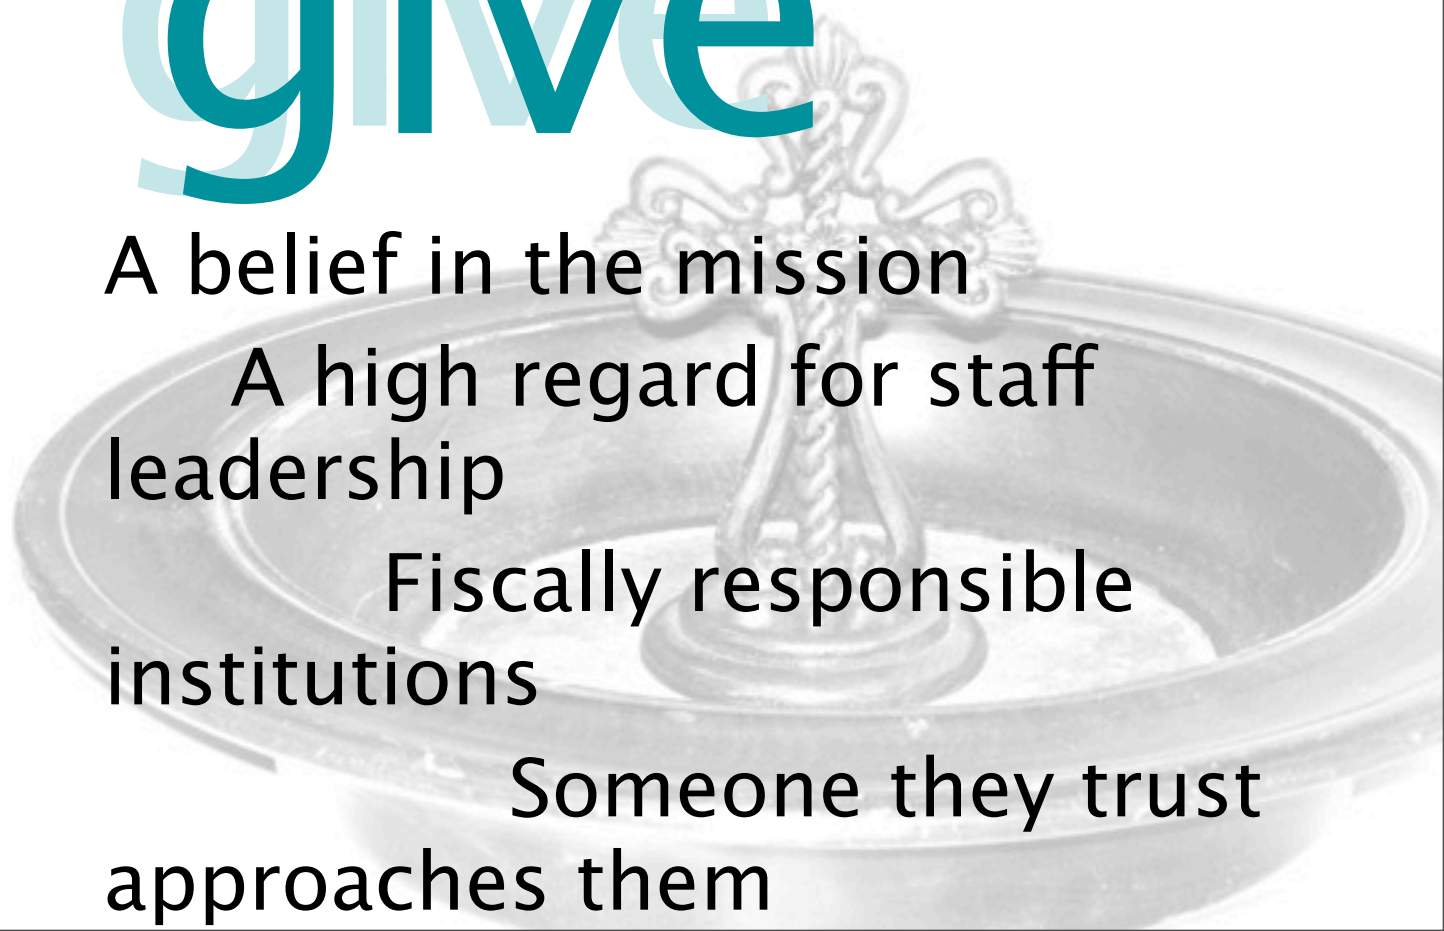 give
A belief in the mission
A high regard for staff
leadership
Fiscally responsible
institutions
Someone they trust
approaches them